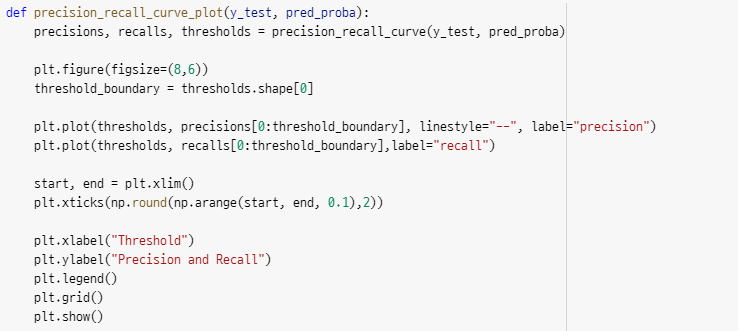 def precision_recall_curve_plot(y_test, pred_proba):
    precisions, recalls, thresholds = precision_recall_curve(y_test, pred_proba)
    plt.figure(figsize=(8,6))
    threshold_boundary = thresholds.shape[0]
    plt.plot(thresholds, precisions[0:threshold_boundary], linestyle="--", label="precision")
    plt.plot(thresholds, recalls[0:threshold_boundary],label="recall")
    start, end = plt.xlim()
    plt.xticks(np.round(np.arange(start, end, 0.1),2))
    plt.xlabel("Threshold")
    plt.ylabel("Precision and Recall")
    plt.legend()
    plt.grid()
    plt.show()